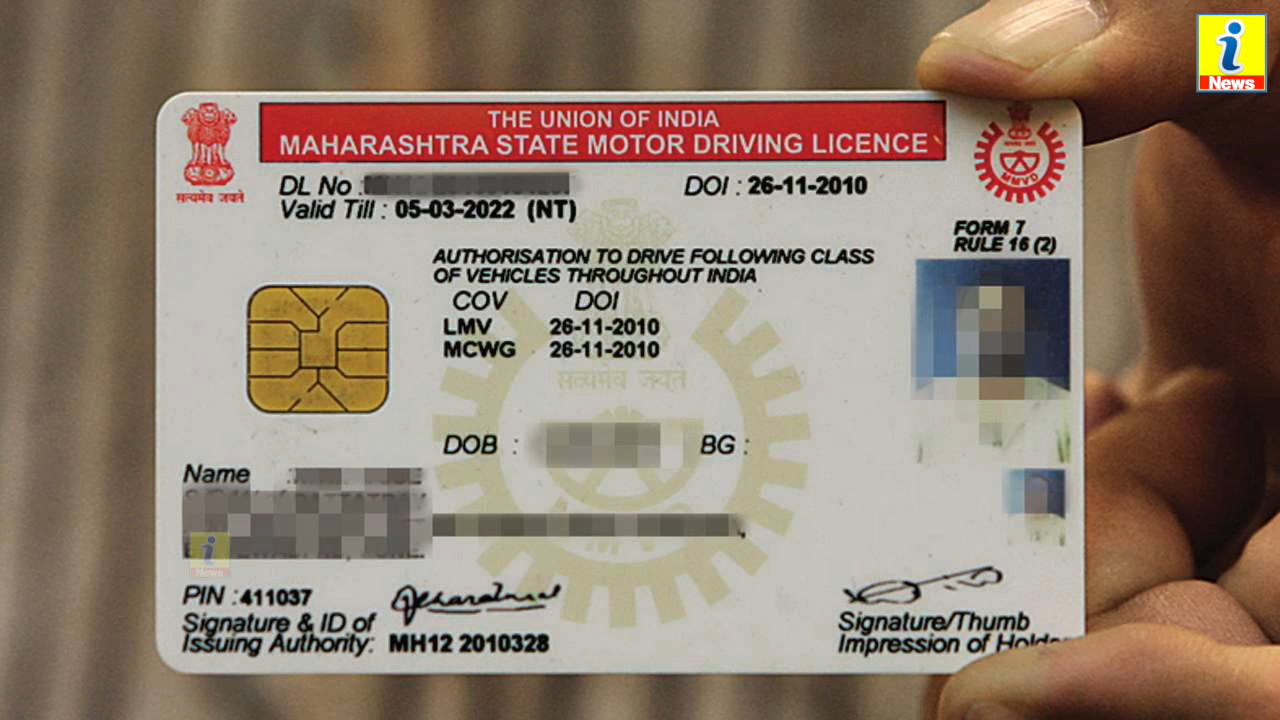 i
News
THE UNION OF INDIA
MAHARASHTRA STATE MOTOR DRIVING LICENCE
सत्यमेव जयते
MMVD
DL No :
DOI : 26-11-2010
Valid Till : 05-03-2022 (NT)
FORM 7
RULE 16 (2)
AUTHORISATION TO DRIVE FOLLOWING CLASS
OF VEHICLES THROUGHOUT INDIA
COV DOI
LMV 26-11-2010
MCWG 26-11-2010
सत्यमेव जयते
DOB : BG :
Name
i
PIN :411037
Signature & ID of
Issuing Authority: MH12 2010328
Signature/Thumb
Impression of Holder